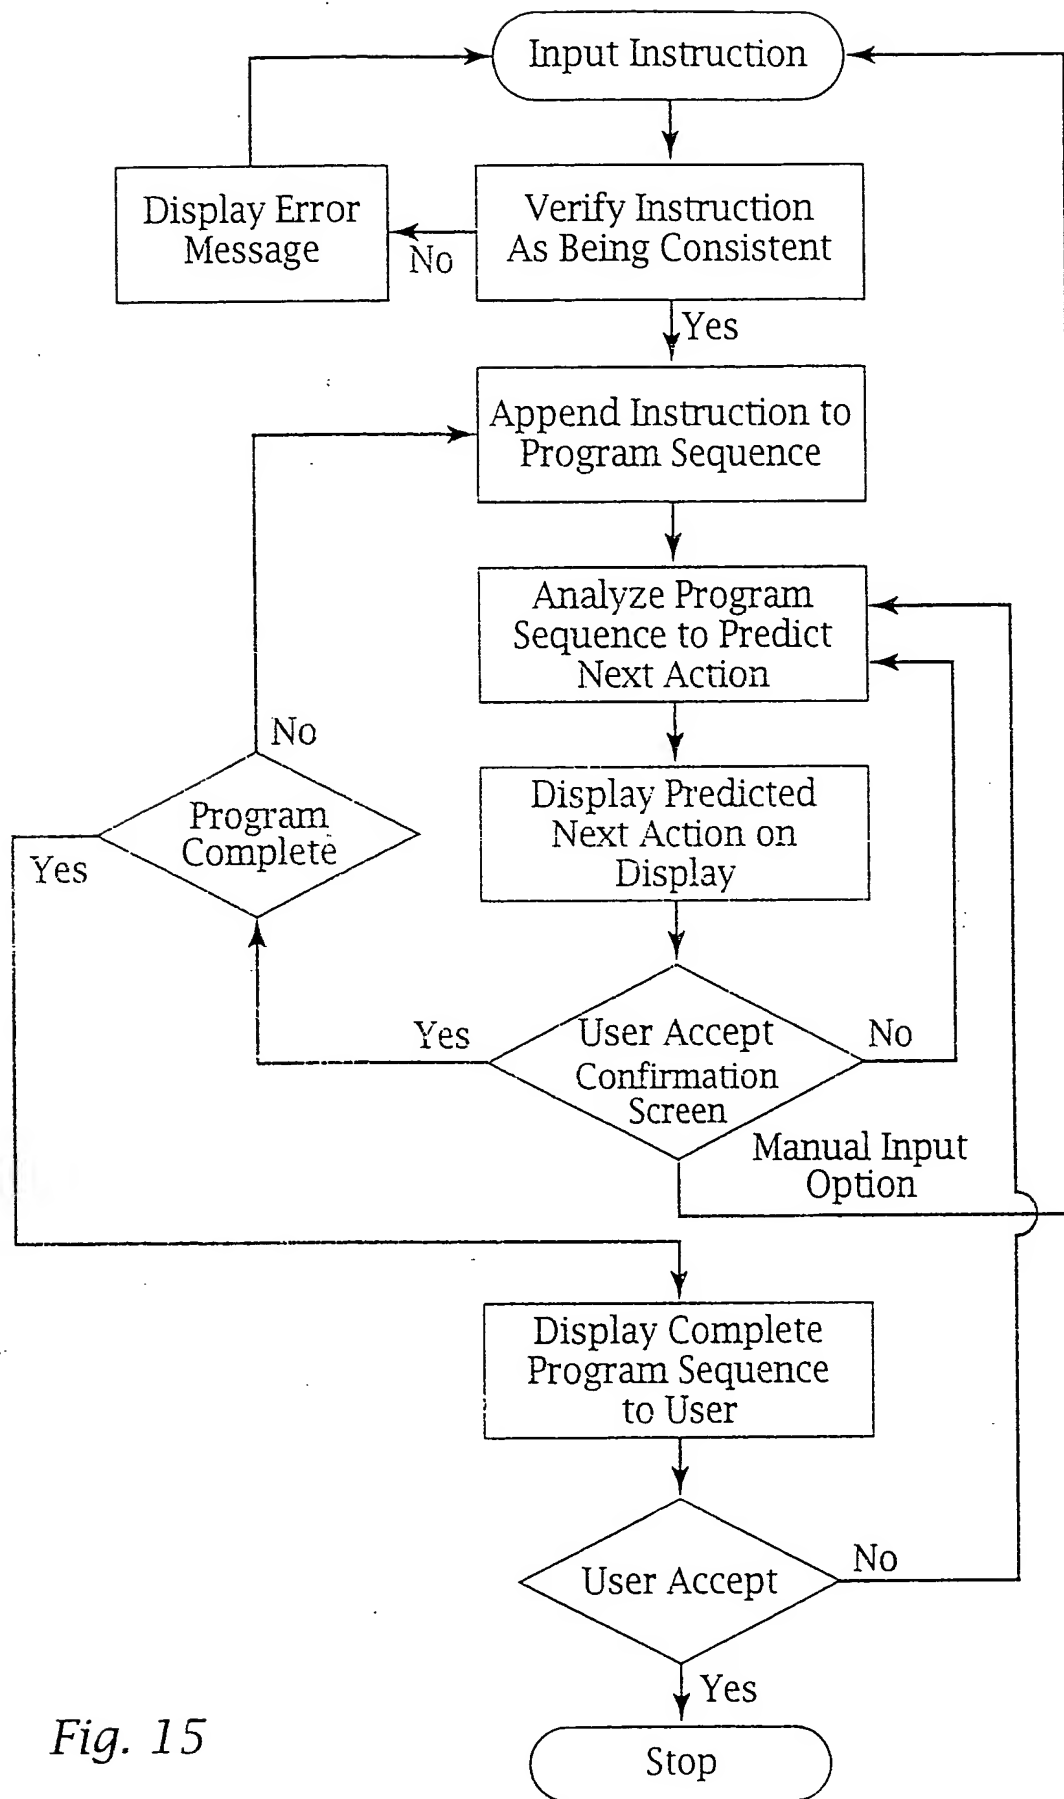 Input Instruction
Display Error
Message
No
Verify Instruction
As Being Consistent
Yes
Append Instruction to
Program Sequence
Analyze Program
Sequence to Predict
Next Action
No
Program
Complete
Yes
Display Predicted
Next Action on
Display
Yes
User Accept
Confirmation
Screen
No
Manual Input
Option
Display Complete
Program Sequence
to User
User Accept
No
Yes
Stop
Fig. 15